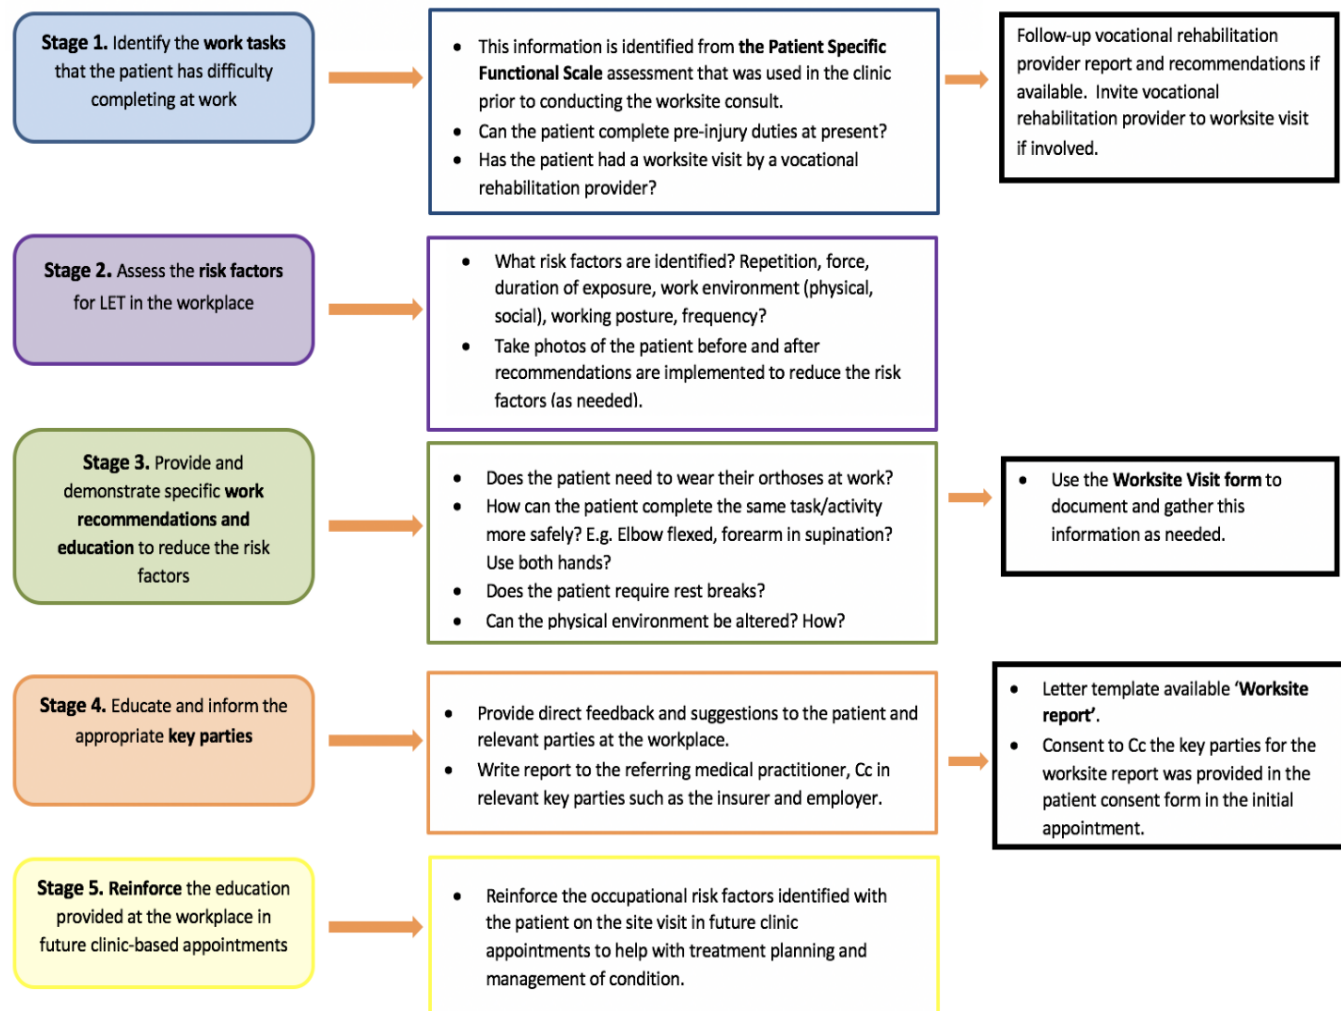 Stage 1. Identify the work tasks
that the patient has difficulty
completing at work
• This information is identified from the Patient Specific
Functional Scale assessment that was used in the clinic
prior to conducting the worksite consult.
• Can the patient complete pre-injury duties at present?
• Has the patient had a worksite visit by a vocational
rehabilitation provider?
Follow-up vocational rehabilitation
provider report and recommendations if
available. Invite vocational
rehabilitation provider to worksite visit
if involved.
Stage 2. Assess the risk factors
for LET in the workplace
• What risk factors are identified? Repetition, force,
duration of exposure, work environment (physical,
social), working posture, frequency?
• Take photos of the patient before and after
recommendations are implemented to reduce the risk
factors (as needed).
Stage 3. Provide and
demonstrate specific work
recommendations and
education to reduce the risk
factors
• Does the patient need to wear their orthoses at work?
• How can the patient complete the same task/activity
more safely? E.g. Elbow flexed, forearm in supination?
Use both hands?
• Does the patient require rest breaks?
• Can the physical environment be altered? How?
• Use the Worksite Visit form to
document and gather this
information as needed.
Stage 4. Educate and inform the
appropriate key parties
• Provide direct feedback and suggestions to the patient and
relevant parties at the workplace.
• Write report to the referring medical practitioner, Cc in
relevant key parties such as the insurer and employer.
• Letter template available ‘Worksite
report’.
• Consent to Cc the key parties for the
worksite report was provided in the
patient consent form in the initial
appointment.
Stage 5. Reinforce the education
provided at the workplace in
future clinic-based appointments
• Reinforce the occupational risk factors identified with
the patient on the site visit in future clinic
appointments to help with treatment planning and
management of condition.